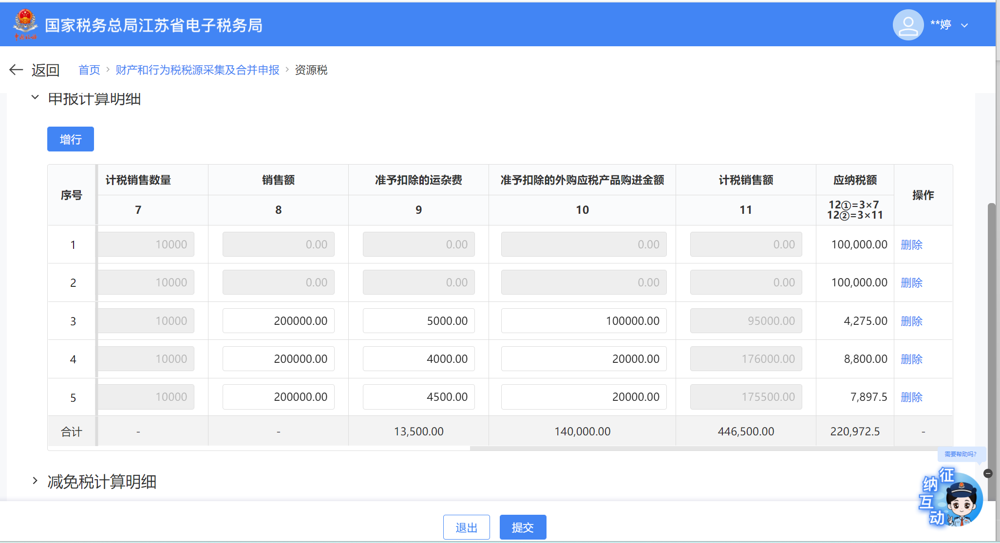 国家税务总局江苏省电子税务局
**婷
返回 首页 > 财产和行为税税源采集及合并申报 > 资源税
申报计算明细
增行
序号 计税销售数量 销售额 准予扣除的运杂费 准予扣除的外购应税产品购进金额 计税销售额 应纳税额 操作
7 8 9 10 11 12①=3×7
12②=3×11
1 10000 0.00 0.00 0.00 0.00 100,000.00 删除
2 10000 0.00 0.00 0.00 0.00 100,000.00 删除
3 10000 200000.00 5000.00 100000.00 95000.00 4,275.00 删除
4 10000 200000.00 4000.00 20000.00 176000.00 8,800.00 删除
5 10000 200000.00 4500.00 20000.00 175500.00 7,897.5 删除
合计 - - 13,500.00 140,000.00 446,500.00 220,972.5 -
需要帮助吗?
征纳互动
减免税计算明细
退出 提交